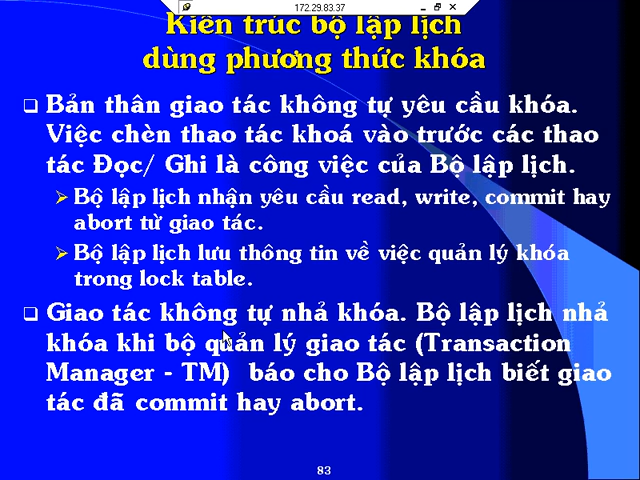 172.29.83.37
Kiến trúc bộ lập lịch
dùng phương thức khóa
Bản thân giao tác không tự yêu cầu khóa.
Việc chèn thao tác khoá vào trước các thao
tác Đọc/ Ghi là công việc của Bộ lập lịch.
Bộ lập lịch nhận yêu cầu read, write, commit hay
abort từ giao tác.
Bộ lập lịch lưu thông tin về việc quản lý khóa
trong lock table.
Giao tác không tự nhả khóa. Bộ lập lịch nhả
khóa khi bộ quản lý giao tác (Transaction
Manager - TM) báo cho Bộ lập lịch biết giao
tác đã commit hay abort.
83